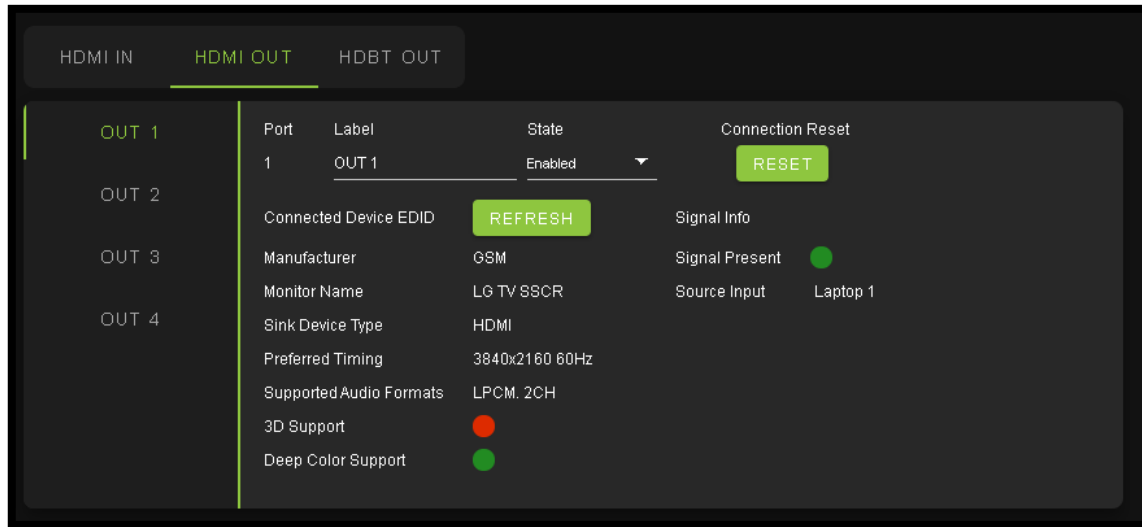 HDMI IN HDMI OUT HDBT OUT
OUT 1
OUT 2
OUT 3
OUT 4
Port Label State Connection Reset
1 OUT 1 Enabled RESET
Connected Device EDID REFRESH Signal Info
Manufacturer GSM Signal Present
Monitor Name LG TV SSCR Source Input Laptop 1
Sink Device Type HDMI
Preferred Timing 3840x2160 60Hz
Supported Audio Formats LPCM. 2CH
3D Support
Deep Color Support